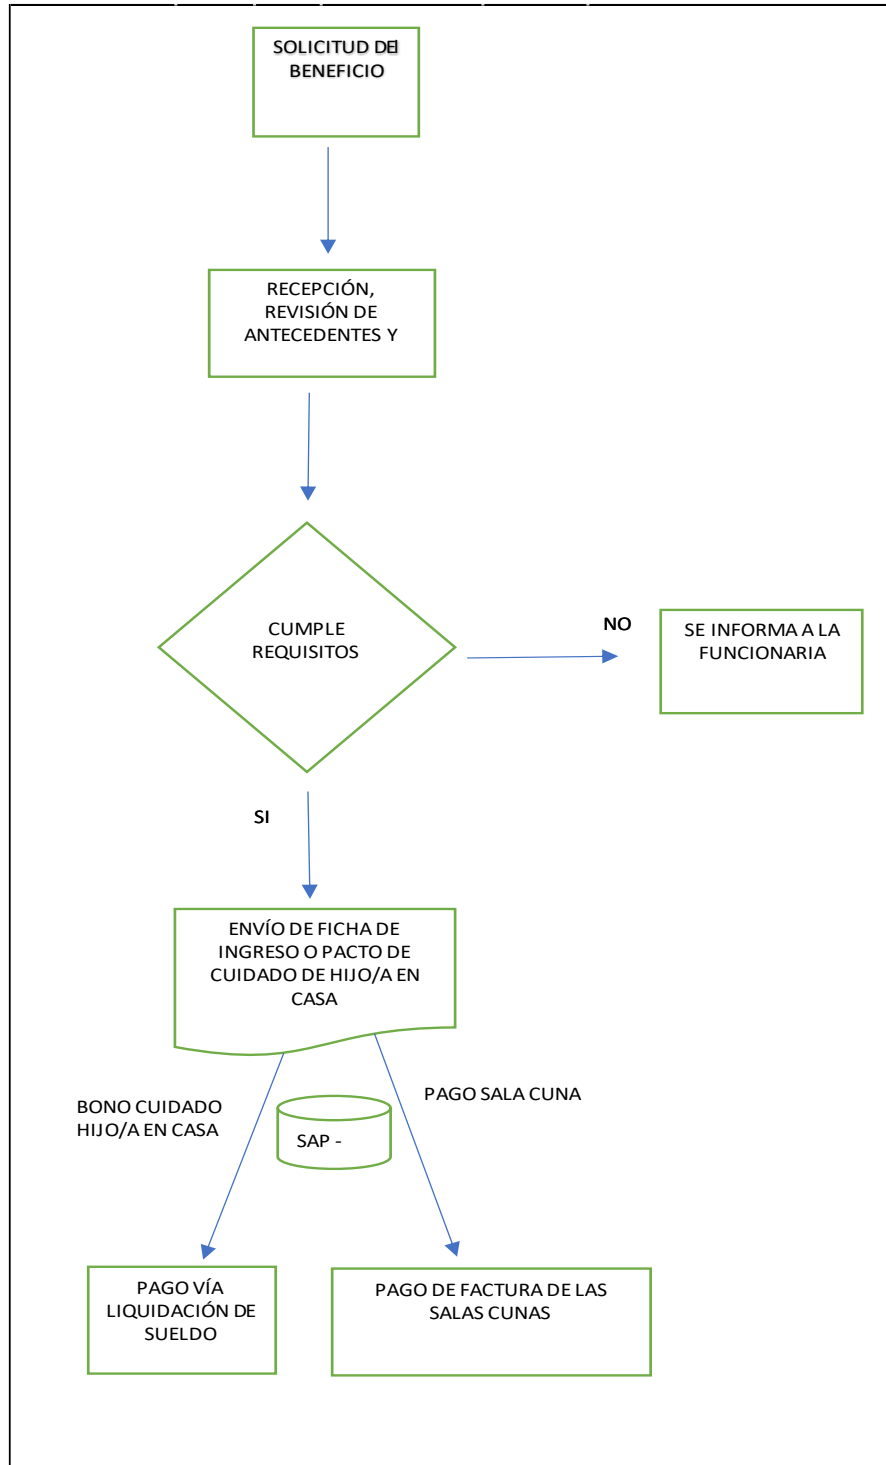 SOLICITUD DEl
BENEFICIO
RECEPCIÓN,
REVISIÓN DE
ANTECEDENTES Y
CUMPLE
REQUISITOS
NO
SE INFORMA A LA
FUNCIONARIA
SI
ENVÍO DE FICHA DE
INGRESO O PACTO DE
CUIDADO DE HIJO/A EN
CASA
BONO CUIDADO
HIJO/A EN CASA
SAP -
PAGO SALA CUNA
PAGO VÍA
LIQUIDACIÓN DE
SUELDO
PAGO DE FACTURA DE LAS
SALAS CUNAS